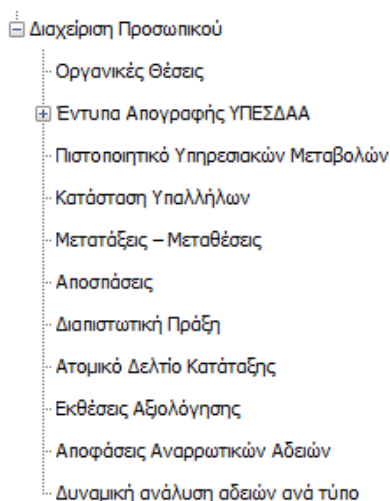 Διαχείριση Προσωπικού
Οργανικές Θέσεις
Έντυπα Απογραφής ΥΠΕΣΔΑΑ
Πιστοποιητικό Υπηρεσιακών Μεταβολών
Κατάσταση Υπαλλήλων
Μετατάξεις – Μεταθέσεις
Αποσπάσεις
Διαπιστωτική Πράξη
Ατομικό Δελτίο Κατάταξης
Εκθέσεις Αξιολόγησης
Αποφάσεις Αναρρωτικών Αδειών
Δυναμική ανάλυση αδειών ανά τύπο